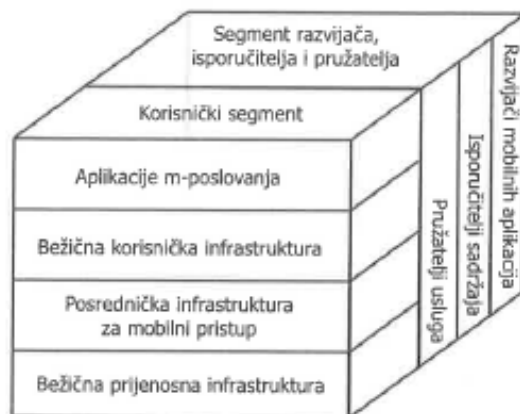 Segment razvijača,
isporučitelja i pružatelja
Korisnički segment
Aplikacije m-poslovanja
Bežična korisnička infrastruktura
Posrednička infrastruktura
za mobilni pristup
Bežična prijenosna infrastruktura
Pružatelji usluga
Isporučitelji sadržaja
Razvijači mobilnih aplikacija